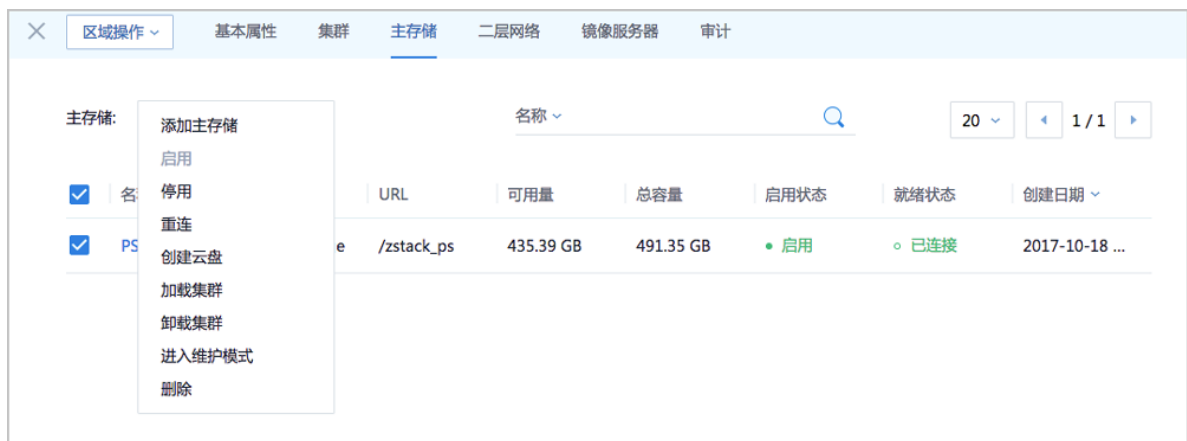 区域操作 基本属性 集群 主存储 二层网络 镜像服务器 审计
主存储: 名称 20 1 / 1
添加主存储
启用
名 停用 URL 可用量 总容量 启用状态 就绪状态 创建日期
重连
PS e /zstack_ps 435.39 GB 491.35 GB 启用 已连接 2017-10-18 ...
创建云盘
加载集群
卸载集群
进入维护模式
删除